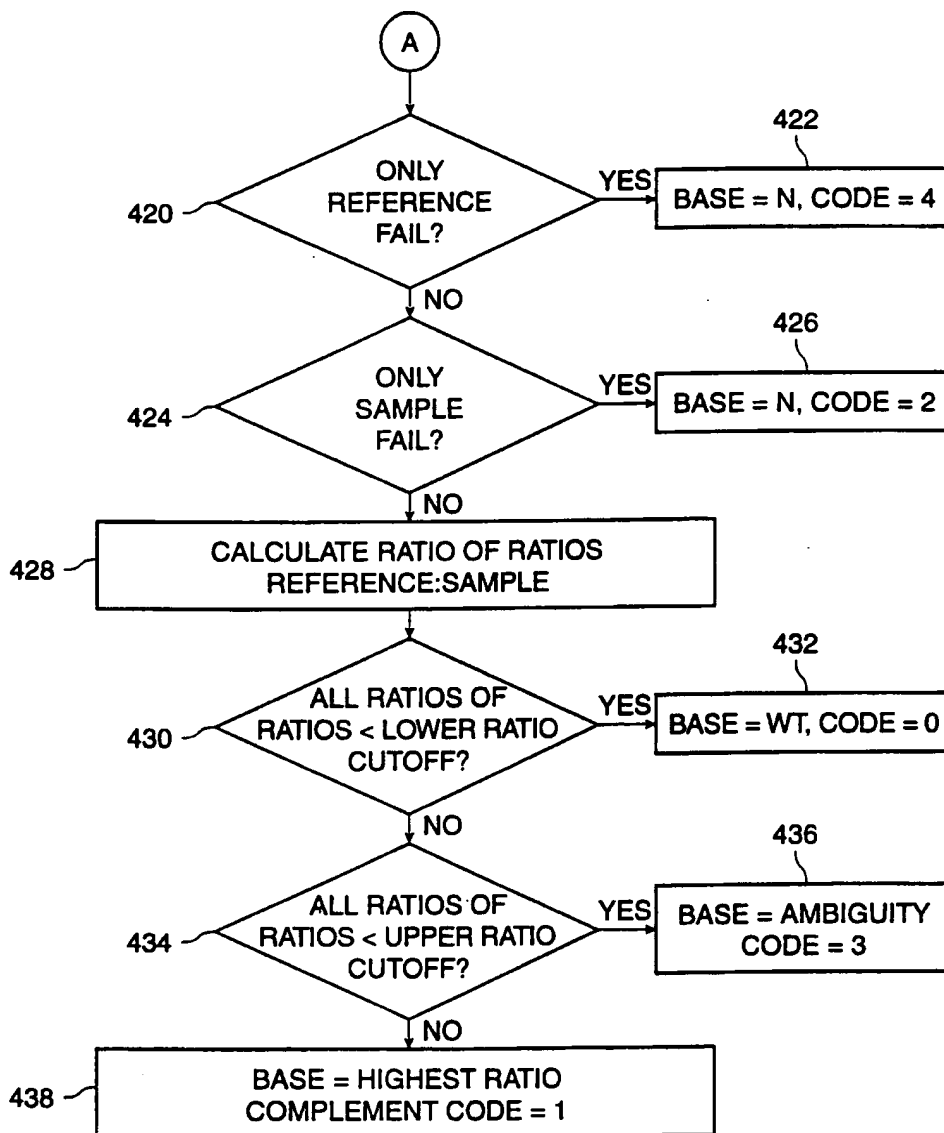 A
420
ONLY
REFERENCE
FAIL?
YES
422
BASE = N, CODE = 4
NO
424
ONLY
SAMPLE
FAIL?
YES
426
BASE = N, CODE = 2
NO
428
CALCULATE RATIO OF RATIOS
REFERENCE:SAMPLE
430
ALL RATIOS OF
RATIOS < LOWER RATIO
CUTOFF?
YES
432
BASE = WT, CODE = 0
NO
434
ALL RATIOS OF
RATIOS < UPPER RATIO
CUTOFF?
YES
436
BASE = AMBIGUITY
CODE = 3
NO
438
BASE = HIGHEST RATIO
COMPLEMENT CODE = 1